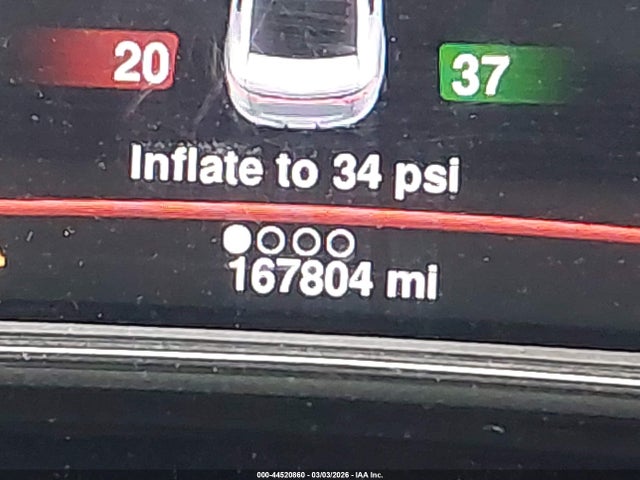 20 37
Inflate to 34 psi
167804 mi
000-44520860 - 03/03/2026 - IAA Inc.